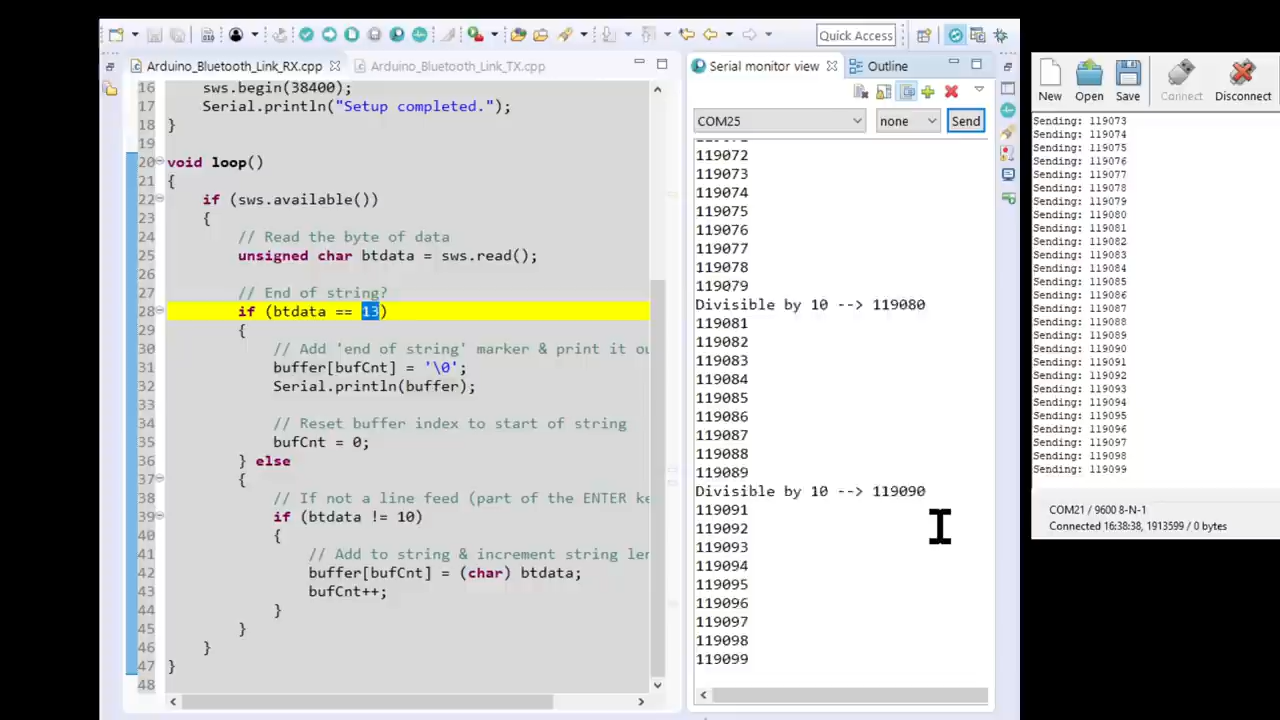 Quick Access
Arduino_Bluetooth_Link_RX.cpp
Arduino_Bluetooth_Link_TX.cpp
16 sws.begin(38400);
17 Serial.println("Setup completed.");
18 }
19
20 void loop()
21 {
22 if (sws.available())
23 {
24 // Read the byte of data
25 unsigned char btdata = sws.read();
26
27 // End of string?
28 if (btdata == 13)
29 {
30 // Add 'end of string' marker & print it ou
31 buffer[bufCnt] = '\0';
32 Serial.println(buffer);
33
34 // Reset buffer index to start of string
35 bufCnt = 0;
36 } else
37 {
38 // If not a line feed (part of the ENTER ke
39 if (btdata != 10)
40 {
41 // Add to string & increment string len
42 buffer[bufCnt] = (char) btdata;
43 bufCnt++;
44 }
45 }
46 }
47 }
48
Serial monitor view
Outline
COM25
none
Send
119072
119073
119074
119075
119076
119077
119078
119079
Divisible by 10 --> 119080
119081
119082
119083
119084
119085
119086
119087
119088
119089
Divisible by 10 --> 119090
119091
119092
119093
119094
119095
119096
119097
119098
119099
New Open Save Connect Disconnect
Sending: 119073
Sending: 119074
Sending: 119075
Sending: 119076
Sending: 119077
Sending: 119078
Sending: 119079
Sending: 119080
Sending: 119081
Sending: 119082
Sending: 119083
Sending: 119084
Sending: 119085
Sending: 119086
Sending: 119087
Sending: 119088
Sending: 119089
Sending: 119090
Sending: 119091
Sending: 119092
Sending: 119093
Sending: 119094
Sending: 119095
Sending: 119096
Sending: 119097
Sending: 119098
Sending: 119099
COM21 / 9600 8-N-1
Connected 16:38:38, 1913599 / 0 bytes